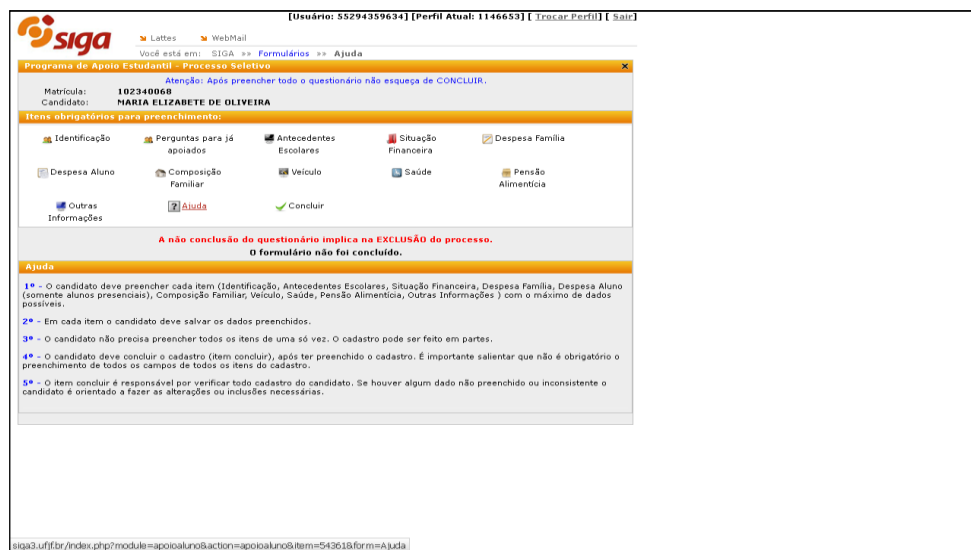 [Usuário: 55294359634] [Perfil Atual: 1146653] [ Trocar Perfil] [ Sair]
siga
Lattes WebMail
Você está em: SIGA »» Formulários »» Ajuda
Programa de Apoio Estudantil - Processo Seletivo x
Atenção: Após preencher todo o questionário não esqueça de CONCLUIR.
Matrícula: 102340068
Candidato: MARIA ELIZABETE DE OLIVEIRA
Itens obrigatórios para preenchimento:
Identificação
Perguntas para já
apoiados
Antecedentes
Escolares
Situação
Financeira
Despesa Família
Despesa Aluno
Composição
Familiar
Veículo
Saúde
Pensão
Alimentícia
Outras
Informações
? Ajuda
Concluir
A não conclusão do questionário implica na EXCLUSÃO do processo.
O formulário não foi concluído.
Ajuda
1º - O candidato deve preencher cada item (Identificação, Antecedentes Escolares, Situação Financeira, Despesa Família, Despesa Aluno
(somente alunos presenciais), Composição Familiar, Veículo, Saúde, Pensão Alimentícia, Outras Informações ) com o máximo de dados
possíveis.
2º - Em cada item o candidato deve salvar os dados preenchidos.
3º - O candidato não precisa preencher todos os itens de uma só vez. O cadastro pode ser feito em partes.
4º - O candidato deve concluir o cadastro (item concluir), após ter preenchido o cadastro. É importante salientar que não é obrigatório o
preenchimento de todos os campos de todos os itens do cadastro.
5º - O item concluir é responsável por verificar todo cadastro do candidato. Se houver algum dado não preenchido ou inconsistente o
candidato é orientado a fazer as alterações ou inclusões necessárias.
siga3.ufjf.br/index.php?module=apoioaluno&action=apoioaluno&item=54361&form=Ajuda